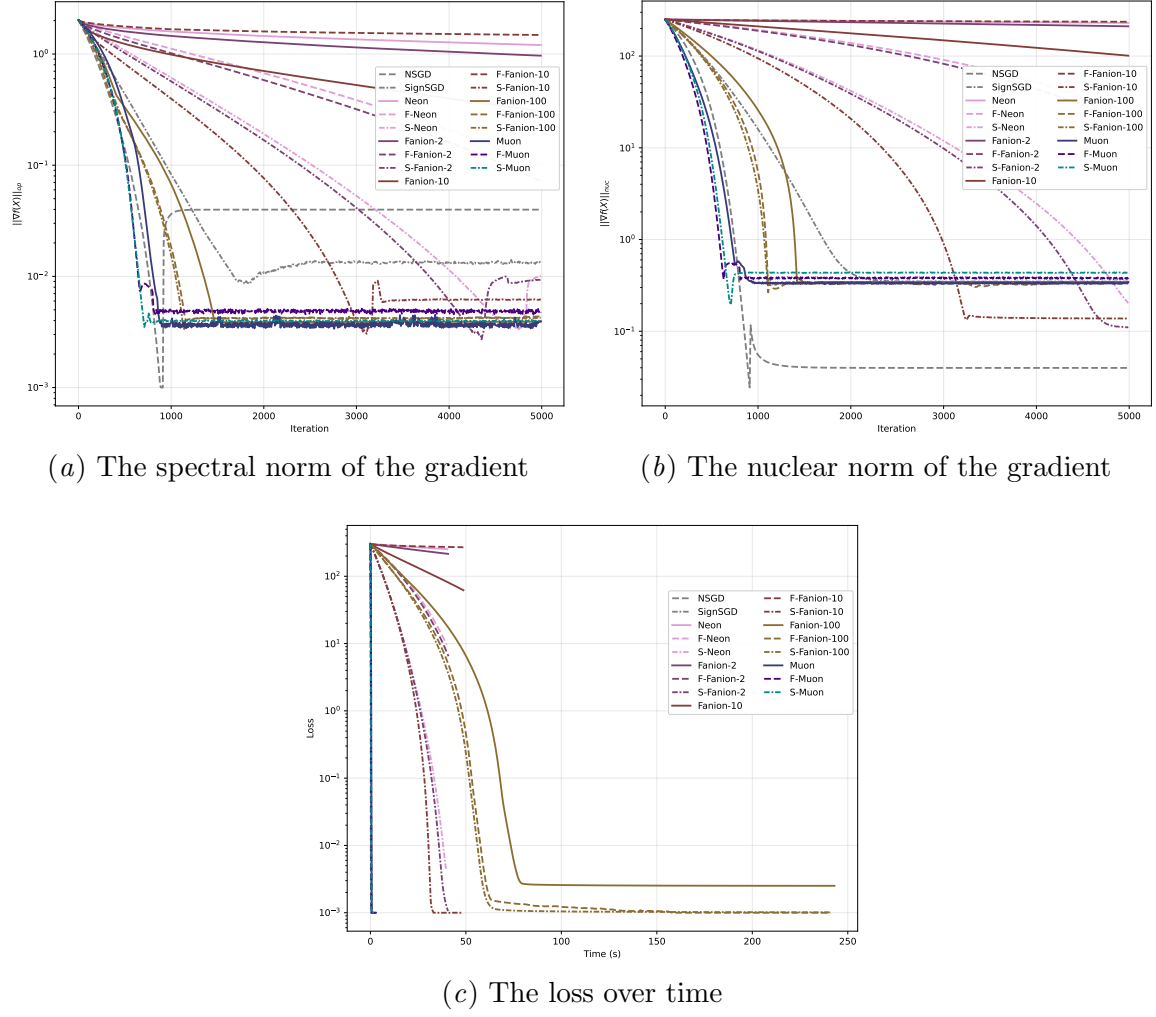 10⁰
10⁻¹
10⁻²
10⁻³
||∇f(X)||op
0 1000 2000 3000 4000 5000
Iteration
NSGD
SignSGD
Neon
F-Neon
S-Neon
Fanion-2
F-Fanion-2
S-Fanion-2
Fanion-10
F-Fanion-10
S-Fanion-10
Fanion-100
F-Fanion-100
S-Fanion-100
Muon
F-Muon
S-Muon
(a) The spectral norm of the gradient
10²
10¹
10⁰
10⁻¹
||∇f(X)||nuc
0 1000 2000 3000 4000 5000
Iteration
NSGD
SignSGD
Neon
F-Neon
S-Neon
Fanion-2
F-Fanion-2
S-Fanion-2
Fanion-10
F-Fanion-10
S-Fanion-10
Fanion-100
F-Fanion-100
S-Fanion-100
Muon
F-Muon
S-Muon
(b) The nuclear norm of the gradient
10²
10¹
10⁰
10⁻¹
10⁻²
10⁻³
Loss
0 50 100 150 200 250
Time (s)
NSGD
SignSGD
Neon
F-Neon
S-Neon
Fanion-2
F-Fanion-2
S-Fanion-2
Fanion-10
F-Fanion-10
S-Fanion-10
Fanion-100
F-Fanion-100
S-Fanion-100
Muon
F-Muon
S-Muon
(c) The loss over time